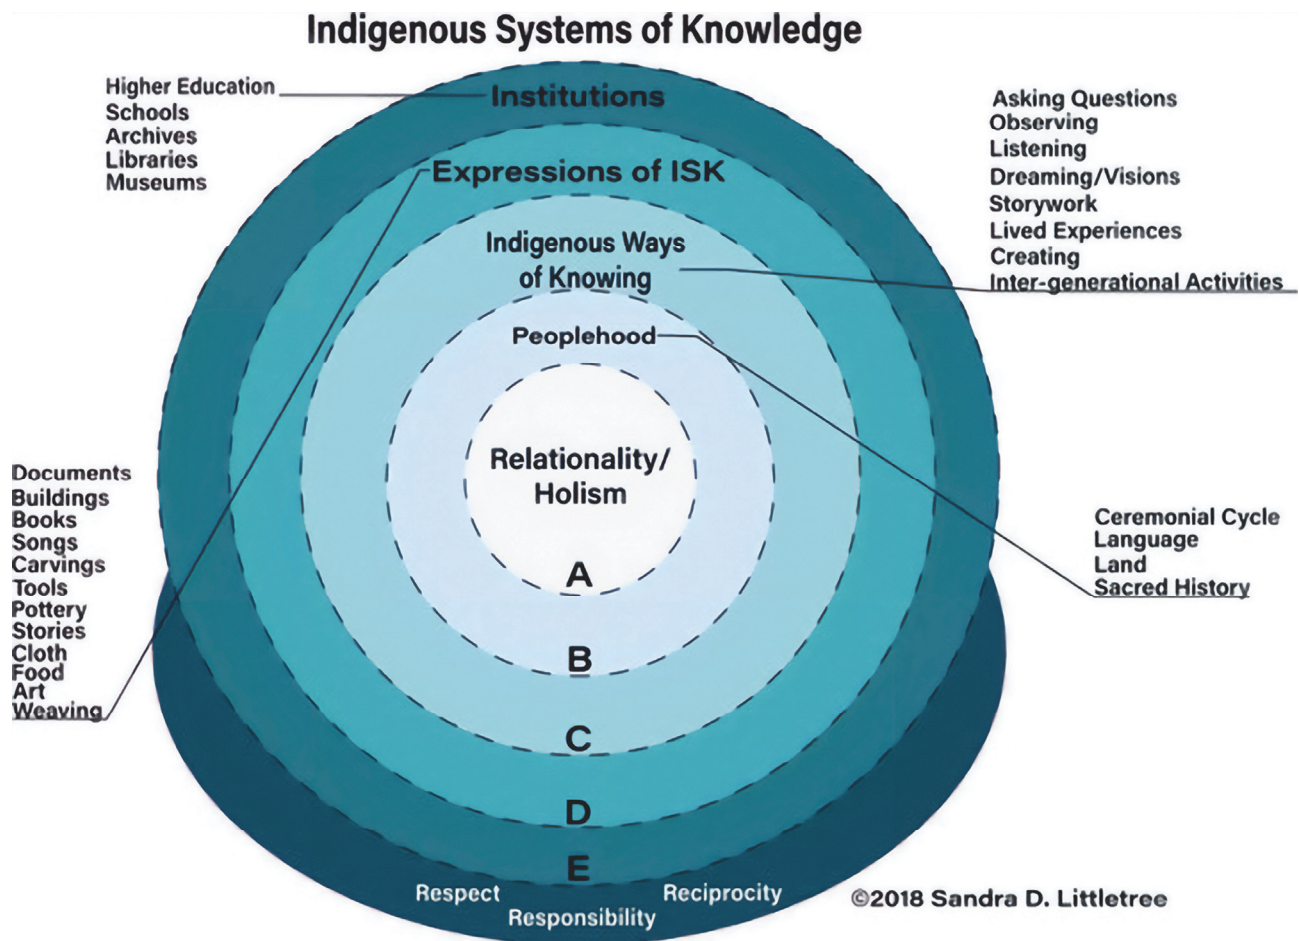 Indigenous Systems of Knowledge
Higher Education
Schools
Archives
Libraries
Museums
Institutions
Asking Questions
Observing
Listening
Dreaming/Visions
Storywork
Lived Experiences
Creating
Inter-generational Activities
Expressions of ISK
Indigenous Ways
of Knowing
Peoplehood
Relationality/
Holism
Documents
Buildings
Books
Songs
Carvings
Tools
Pottery
Stories
Cloth
Food
Art
Weaving
Ceremonial Cycle
Language
Land
Sacred History
A
B
C
D
E
Respect
Responsibility
Reciprocity
©2018 Sandra D. Littletree